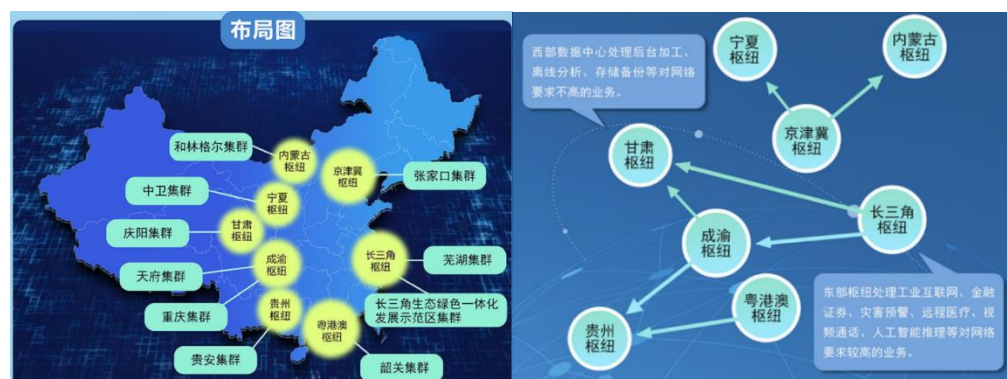 布局图
内蒙古
枢纽
京津冀
枢纽
宁夏
枢纽
甘肃
枢纽
成渝
枢纽
长三角
枢纽
贵州
枢纽
粤港澳
枢纽
和林格尔集群
中卫集群
庆阳集群
天府集群
重庆集群
贵安集群
张家口集群
芜湖集群
长三角生态绿色一体化
发展示范区集群
韶关集群
西部数据中心处理后台加工、
离线分析、存储备份等对网络
要求不高的业务。
宁夏
枢纽
内蒙古
枢纽
京津冀
枢纽
甘肃
枢纽
长三角
枢纽
成渝
枢纽
粤港澳
枢纽
贵州
枢纽
东部枢纽处理工业互联网、金融
证券、灾害预警、远程医疗、视
频通话、人工智能推理等对网络
要求较高的业务。